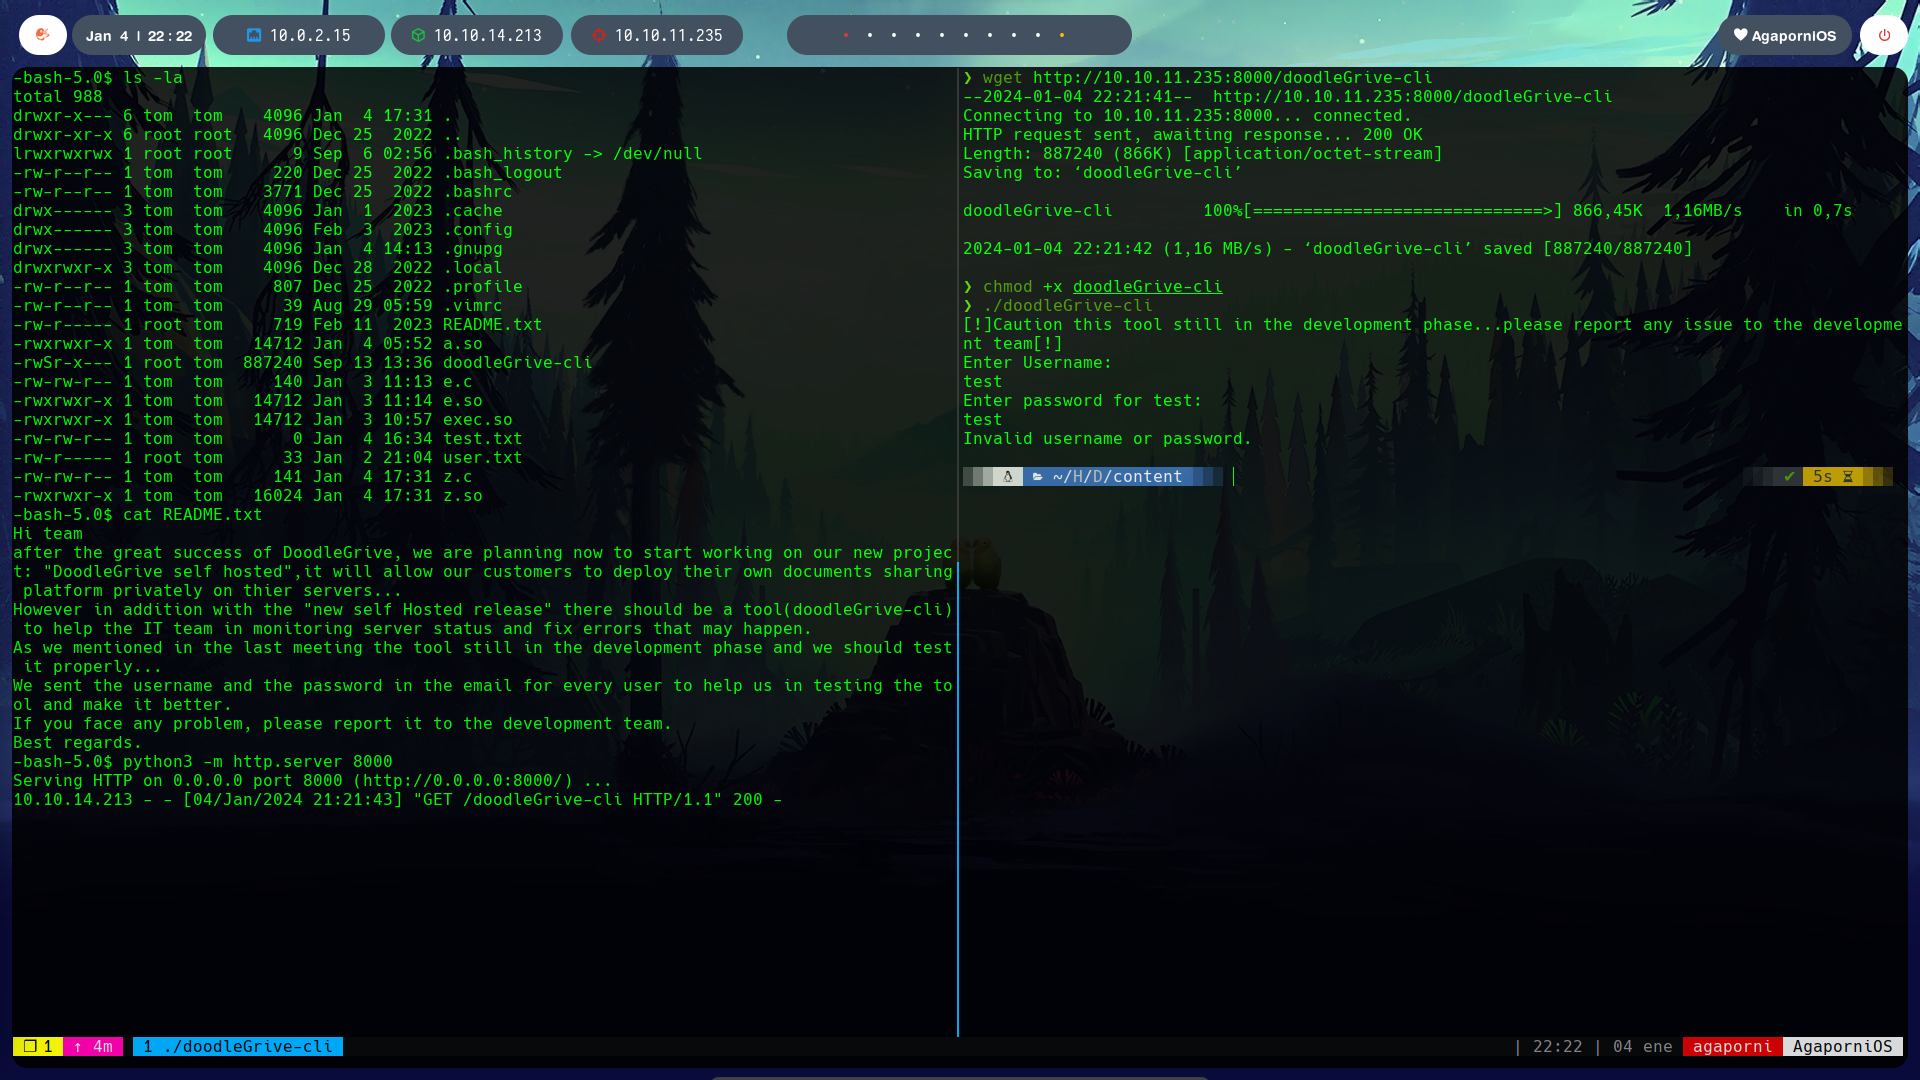 Jan 4 | 22:22
10.0.2.15
10.10.14.213
10.10.11.235
AgaporniOS
-bash-5.0$ ls -la
total 988
drwxr-x--- 6 tom  tom    4096 Jan  4 17:31 .
drwxr-xr-x 6 root root   4096 Dec 25  2022 ..
lrwxrwxrwx 1 root root      9 Sep  6 02:56 .bash_history -> /dev/null
-rw-r--r-- 1 tom  tom     220 Dec 25  2022 .bash_logout
-rw-r--r-- 1 tom  tom    3771 Dec 25  2022 .bashrc
drwx------ 3 tom  tom    4096 Jan  1  2023 .cache
drwx------ 3 tom  tom    4096 Feb  3  2023 .config
drwx------ 3 tom  tom    4096 Jan  4 14:13 .gnupg
drwxrwxr-x 3 tom  tom    4096 Dec 28  2022 .local
-rw-r--r-- 1 tom  tom     807 Dec 25  2022 .profile
-rw-r--r-- 1 tom  tom      39 Aug 29 05:59 .vimrc
-rw-r----- 1 root tom     719 Feb 11  2023 README.txt
-rwxrwxr-x 1 tom  tom   14712 Jan  4 05:52 a.so
-rwSr-x--- 1 root tom  887240 Sep 13 13:36 doodleGrive-cli
-rw-rw-r-- 1 tom  tom     140 Jan  3 11:13 e.c
-rwxrwxr-x 1 tom  tom   14712 Jan  3 11:14 e.so
-rwxrwxr-x 1 tom  tom   14712 Jan  3 10:57 exec.so
-rw-rw-r-- 1 tom  tom       0 Jan  4 16:34 test.txt
-rw-r----- 1 root tom      33 Jan  2 21:04 user.txt
-rw-rw-r-- 1 tom  tom     141 Jan  4 17:31 z.c
-rwxrwxr-x 1 tom  tom   16024 Jan  4 17:31 z.so
-bash-5.0$ cat README.txt
Hi team
after the great success of DoodleGrive, we are planning now to start working on our new projec
t: "DoodleGrive self hosted",it will allow our customers to deploy their own documents sharing
 platform privately on thier servers...
However in addition with the "new self Hosted release" there should be a tool(doodleGrive-cli)
 to help the IT team in monitoring server status and fix errors that may happen.
As we mentioned in the last meeting the tool still in the development phase and we should test
 it properly...
We sent the username and the password in the email for every user to help us in testing the to
ol and make it better.
If you face any problem, please report it to the development team.
Best regards.
-bash-5.0$ python3 -m http.server 8000
Serving HTTP on 0.0.0.0 port 8000 (http://0.0.0.0:8000/) ...
10.10.14.213 - - [04/Jan/2024 21:21:43] "GET /doodleGrive-cli HTTP/1.1" 200 -
❯ wget http://10.10.11.235:8000/doodleGrive-cli
--2024-01-04 22:21:41--  http://10.10.11.235:8000/doodleGrive-cli
Connecting to 10.10.11.235:8000... connected.
HTTP request sent, awaiting response... 200 OK
Length: 887240 (866K) [application/octet-stream]
Saving to: ‘doodleGrive-cli’
doodleGrive-cli         100%[=============================>] 866,45K  1,16MB/s    in 0,7s
2024-01-04 22:21:42 (1,16 MB/s) - ‘doodleGrive-cli’ saved [887240/887240]
❯ chmod +x doodleGrive-cli
❯ ./doodleGrive-cli
[!]Caution this tool still in the development phase...please report any issue to the developme
nt team[!]
Enter Username:
test
Enter password for test:
test
Invalid username or password.
~/H/D/content
✔ 5s
1 ↑ 4m 1 ./doodleGrive-cli
| 22:22 | 04 ene agaporni AgaporniOS